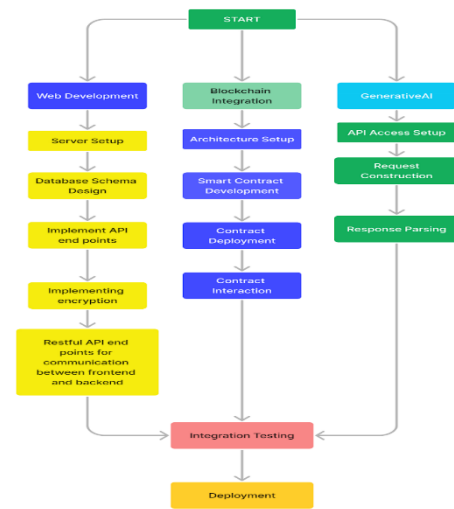 START
Web Development
Server Setup
Database Schema
Design
Implement API
end points
Implementing
encryption
Restful API end
points for
communication
between frontend
and backend
Blockchain
Integration
Architecture Setup
Smart Contract
Development
Contract
Deployment
Contract
Interaction
GenerativeAI
API Access Setup
Request
Construction
Response Parsing
Integration Testing
Deployment